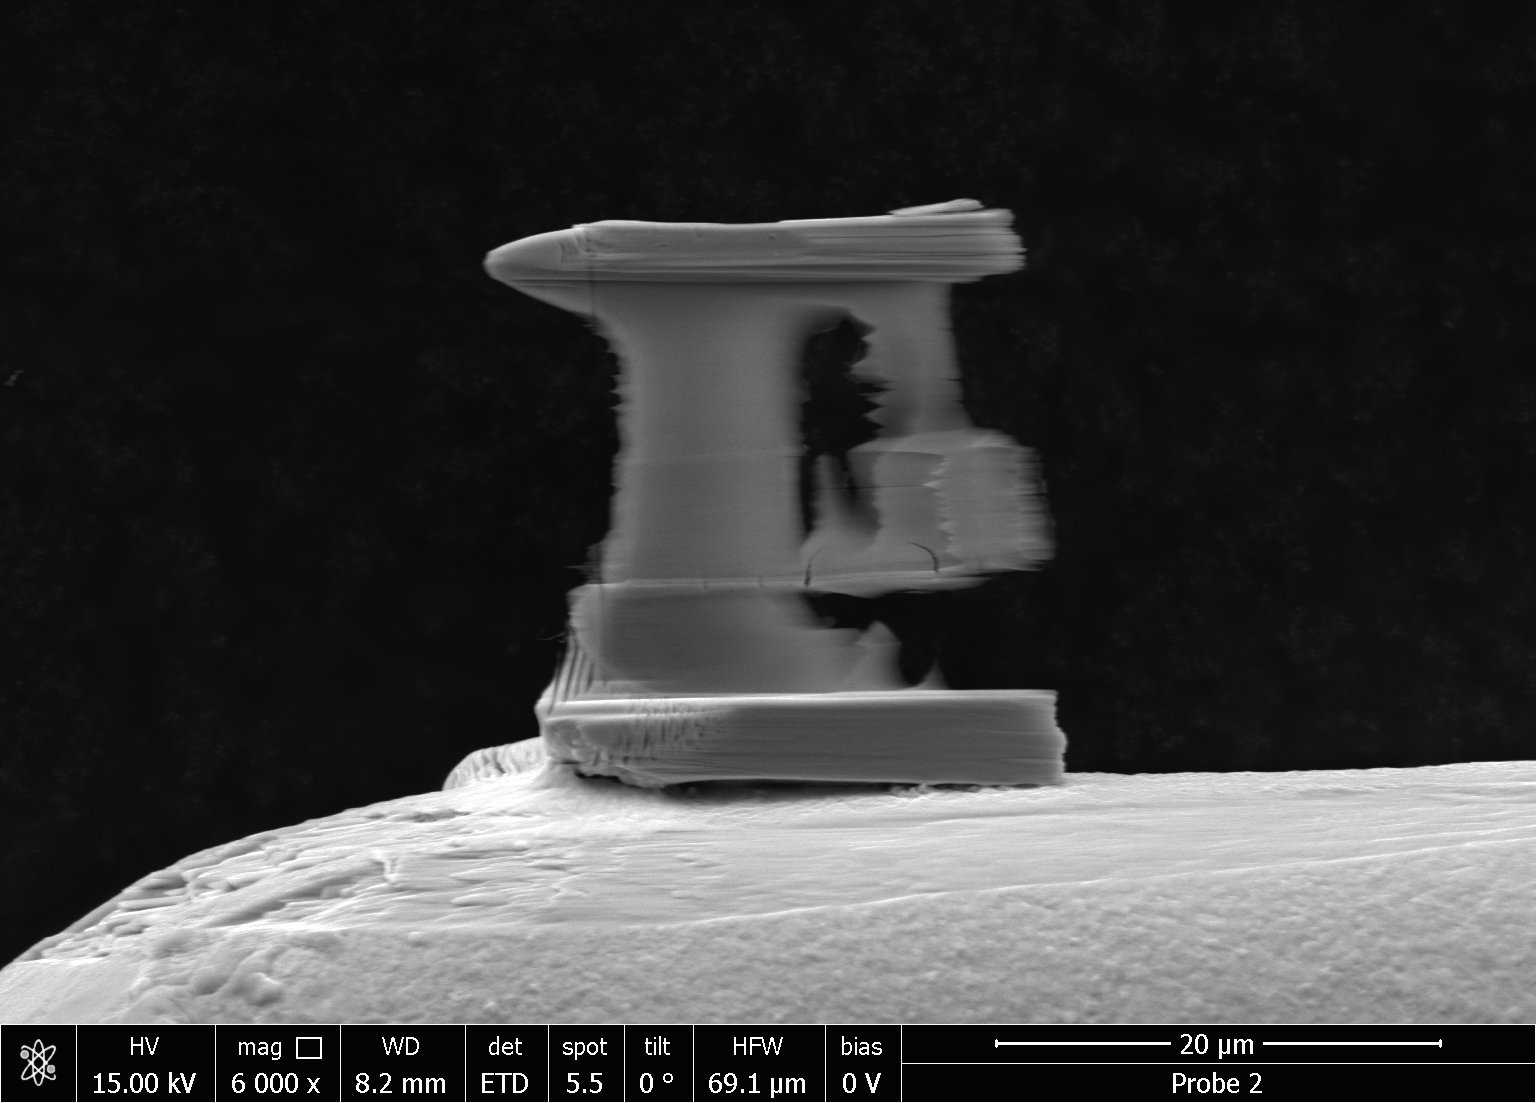 HV mag WD det spot tilt HFW bias 20 µm
15.00 kV 6 000 x 8.2 mm ETD 5.5 0 ° 69.1 µm 0 V Probe 2